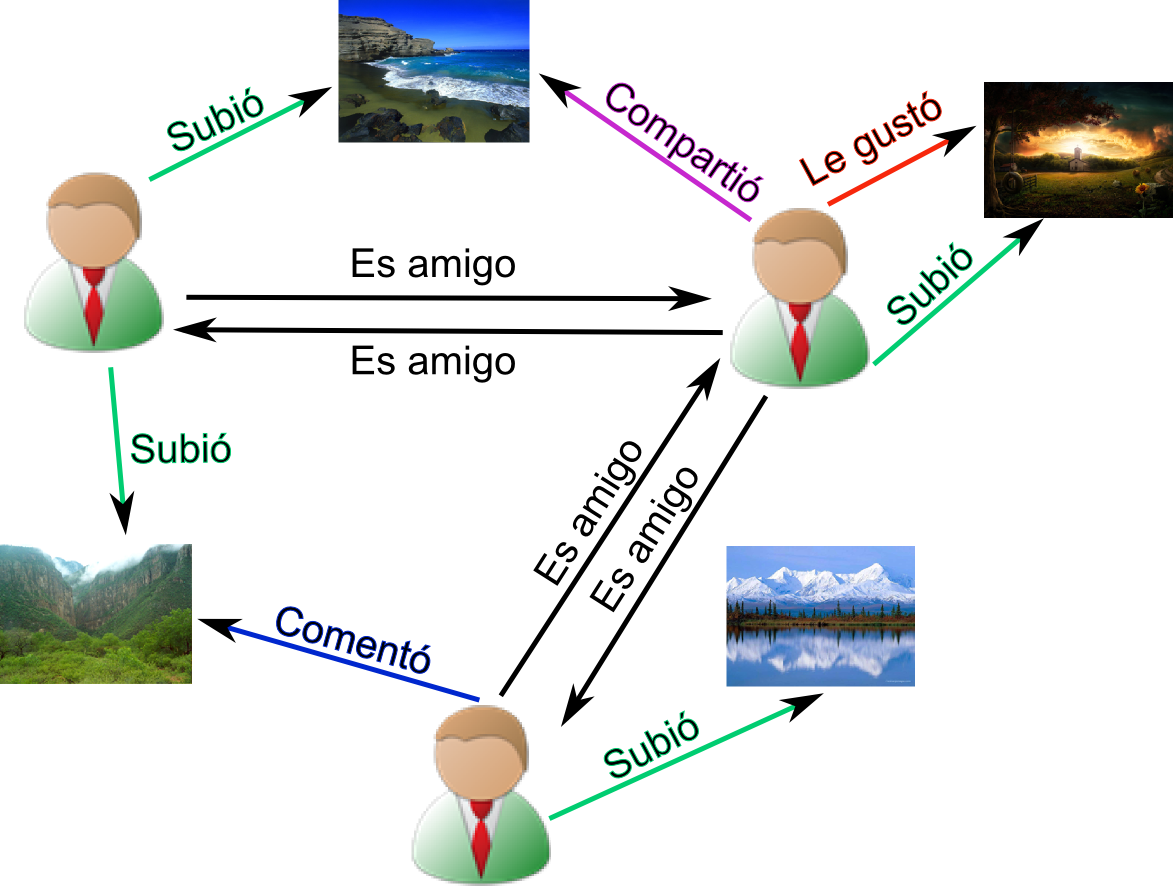 Subió
Compartió
Le gustó
Es amigo
Subió
Es amigo
Subió
Es amigo
Es amigo
Comentó
Subió